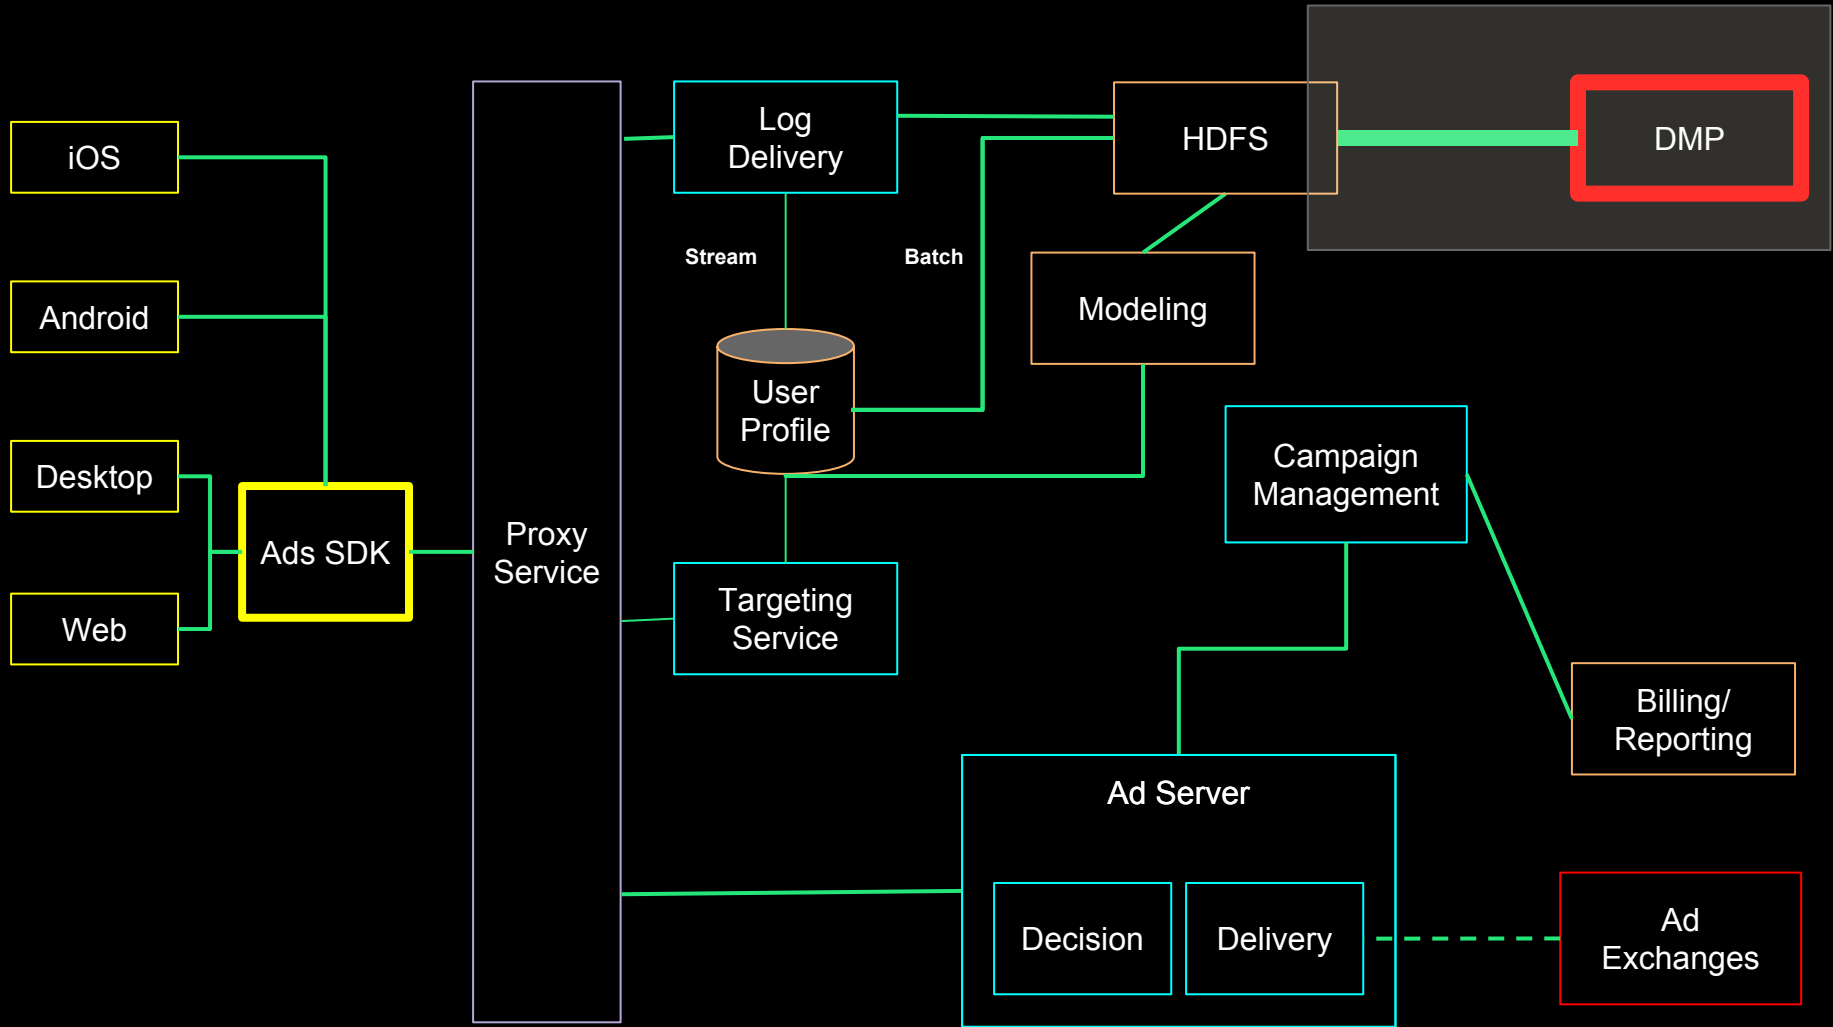 iOS
Android
Desktop
Web
Ads SDK
Proxy
Service
Log
Delivery
Stream
Batch
User
Profile
Targeting
Service
HDFS
DMP
Modeling
Campaign
Management
Billing/
Reporting
Ad Server
Decision
Delivery
Ad
Exchanges